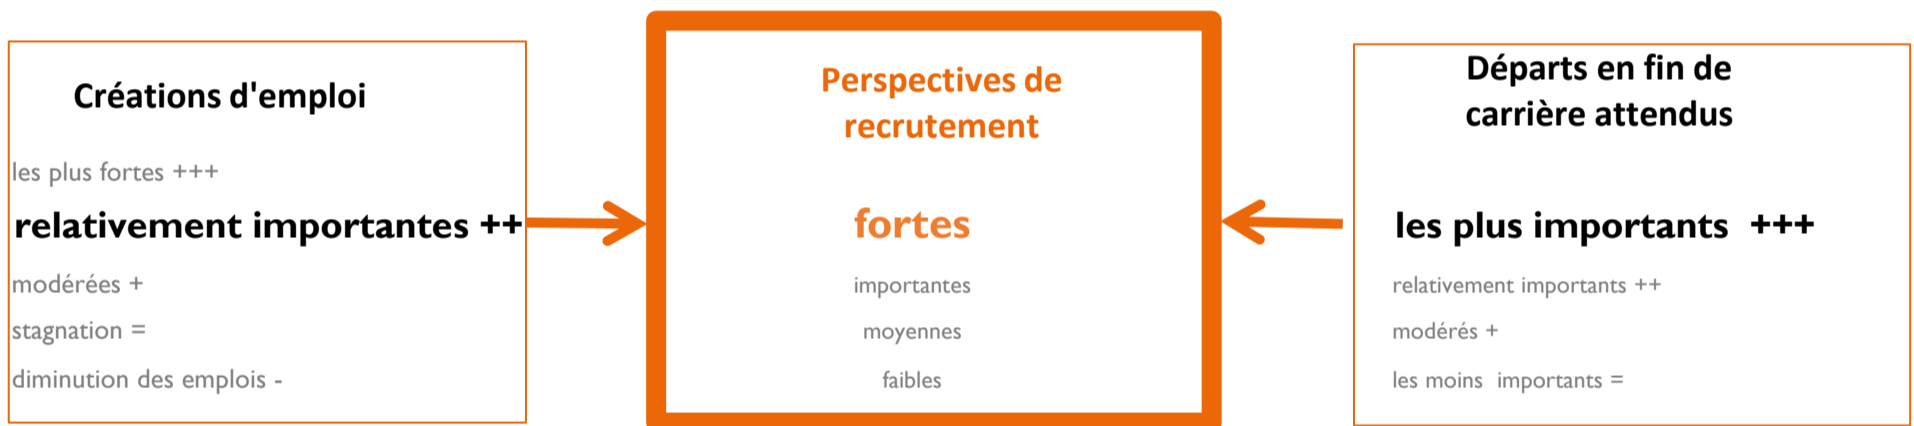 Créations d'emploi
les plus fortes +++
relativement importantes ++
modérées +
stagnation =
diminution des emplois -
Perspectives de
recrutement
fortes
importantes
moyennes
faibles
Départs en fin de
carrière attendus
les plus importants +++
relativement importants ++
modérés +
les moins importants =